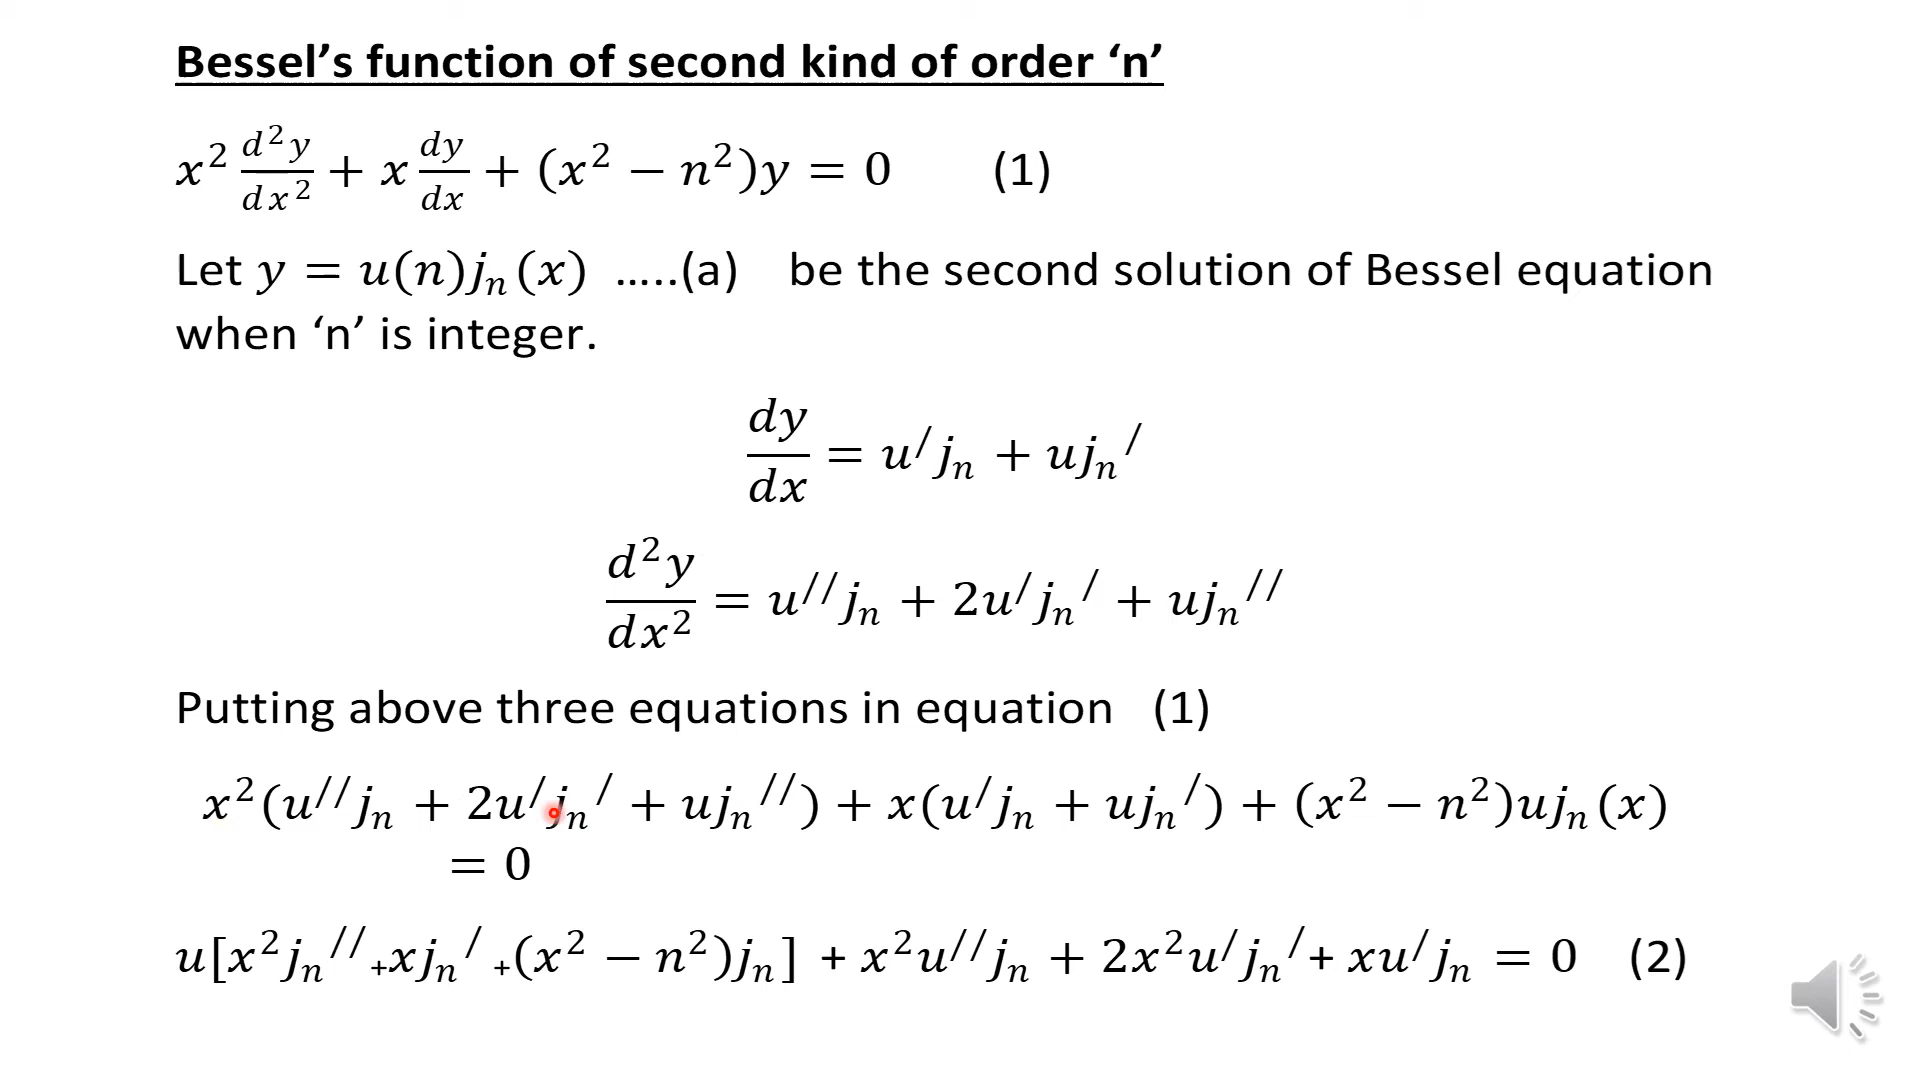 Bessel’s function of second kind of order ‘n’
x² d²y/dx² + x dy/dx + (x² − n²)y = 0 (1)
Let y = u(n)jₙ(x) …..(a) be the second solution of Bessel equation
when ‘n’ is integer.
dy/dx = u^/ jₙ + ujₙ^/
d²y/dx² = u^// jₙ + 2u^/ jₙ^/ + ujₙ^//
Putting above three equations in equation (1)
x²(u^// jₙ + 2u^/ jₙ^/ + ujₙ^//) + x(u^/ jₙ + ujₙ^/) + (x² − n²)ujₙ(x)
= 0
u[x²jₙ^// + xjₙ^/ + (x² − n²)jₙ] + x²u^// jₙ + 2x²u^/ jₙ^/ + xu^/ jₙ = 0 (2)